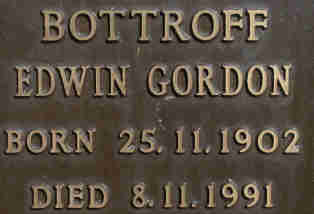 BOTTROFF
EDWIN GORDON
BORN 25.11.1902
DIED 8.11.1991